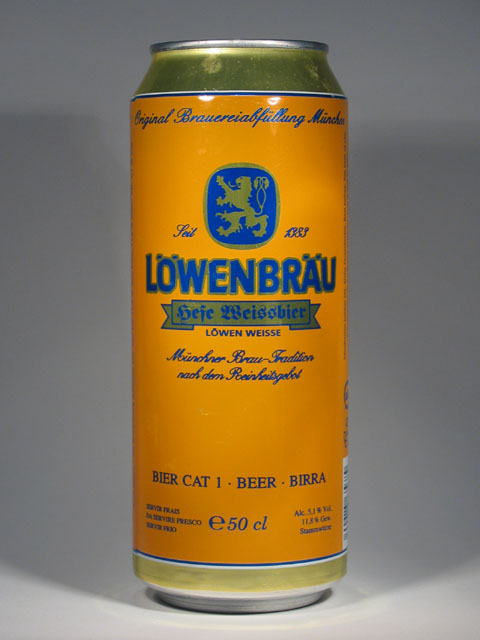 Original Brauereiabfüllung München
Seit 1383
LÖWENBRÄU
Hefe Weissbier
LÖWEN WEISSE
Münchner Brau-Tradition
nach dem Reinheitsgebot
BIER CAT 1 · BEER · BIRRA
SERVIR FRAIS
DA SERVIRE FRESCO
SERVIR FRIO
℮ 50 cl
Alc. 5,1 % Vol.
11,8 % Gew.
Stammwürze